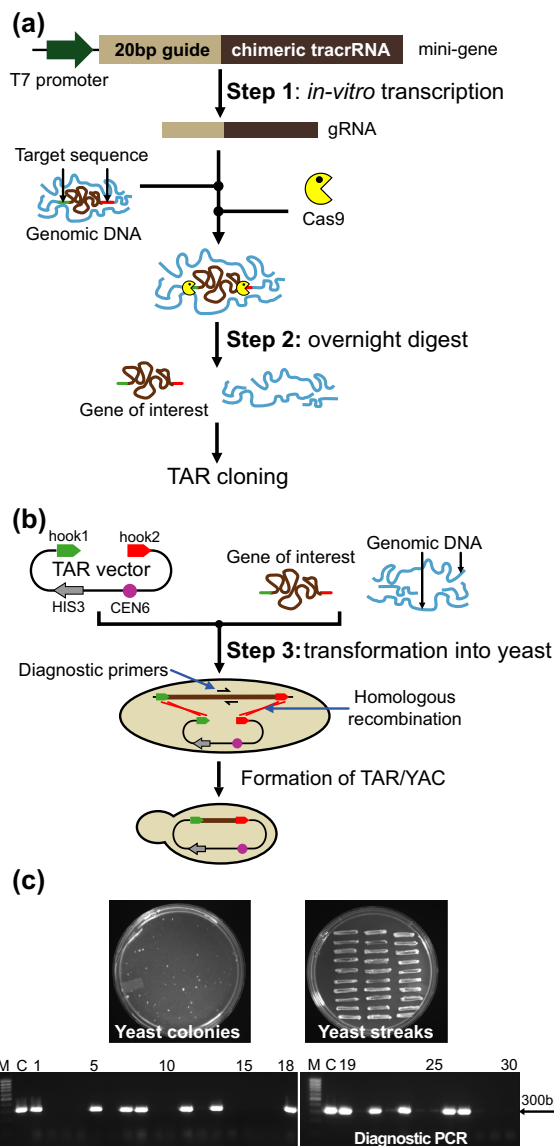 (a)
20bp guide chimeric tracrRNA mini-gene
T7 promoter
Step 1: in-vitro transcription
gRNA
Target sequence
Genomic DNA
Cas9
Step 2: overnight digest
Gene of interest
TAR cloning
(b)
hook1 hook2
TAR vector
HIS3 CEN6
Gene of interest
Genomic DNA
Step 3: transformation into yeast
Diagnostic primers
Homologous
recombination
Formation of TAR/YAC
(c)
Yeast colonies Yeast streaks
M C 1 5 10 15 18 M C 19 25 30
300b
Diagnostic PCR